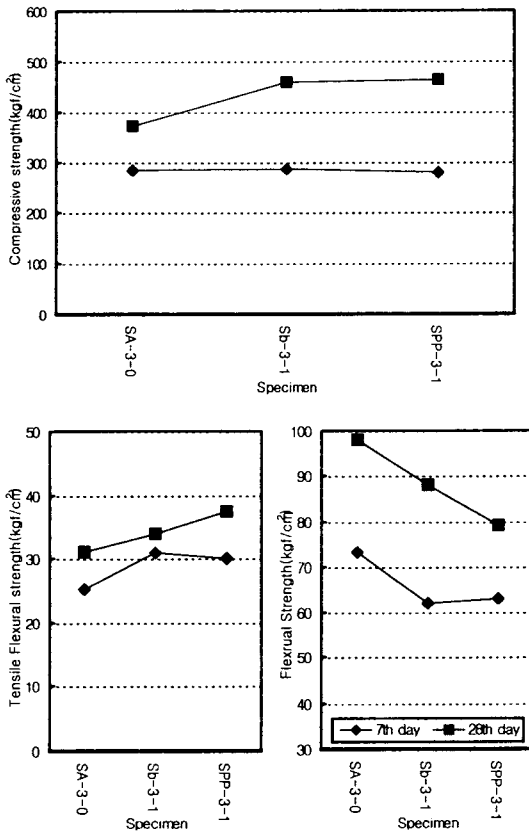 600
500
400
300
200
100
0
Compressive strength(kgf/cm²)
SA-3-0
Sb-3-1
SPP-3-1
Specimen
50
40
30
20
10
0
Tensile Flexural strength(kgf/cm²)
SA-3-0
Sb-3-1
SPP-3-1
Specimen
100
90
80
70
60
50
40
30
Flexrual Strength(kgf/cm²)
7th day
28th day
SA-3-0
Sb-3-1
SPP-3-1
Specimen